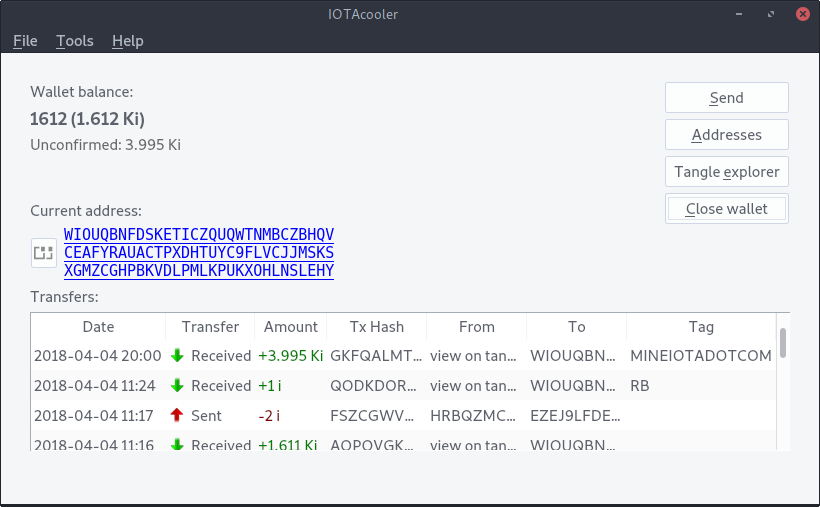 IOTAcooler
File Tools Help
Wallet balance:
1612 (1.612 Ki)
Unconfirmed: 3.995 Ki
Send
Addresses
Tangle explorer
Close wallet
Current address:
WIOUQBNFDSKETICZQUQWTNMBCZBHQV
CEAFYRAUACTPXDHTUYC9FLVCJJMSKS
XGMZCGHPBKVDLPMLKPUKXOHLNSLEHY
Transfers:
Date Transfer Amount Tx Hash From To Tag
2018-04-04 20:00 Received +3.995 Ki GKFQALMT... view on tan... WIOUQBN... MINEIOTADOTCOM
2018-04-04 11:24 Received +1 i QODKDOR... view on tan... WIOUQBN... RB
2018-04-04 11:17 Sent -2 i FSZCGWV... HRBQZMC... EZEJ9LFDE...
2018-04-04 11:16 Received +1.611 Ki AOPOVGK... view on tan... WIOUQBN...